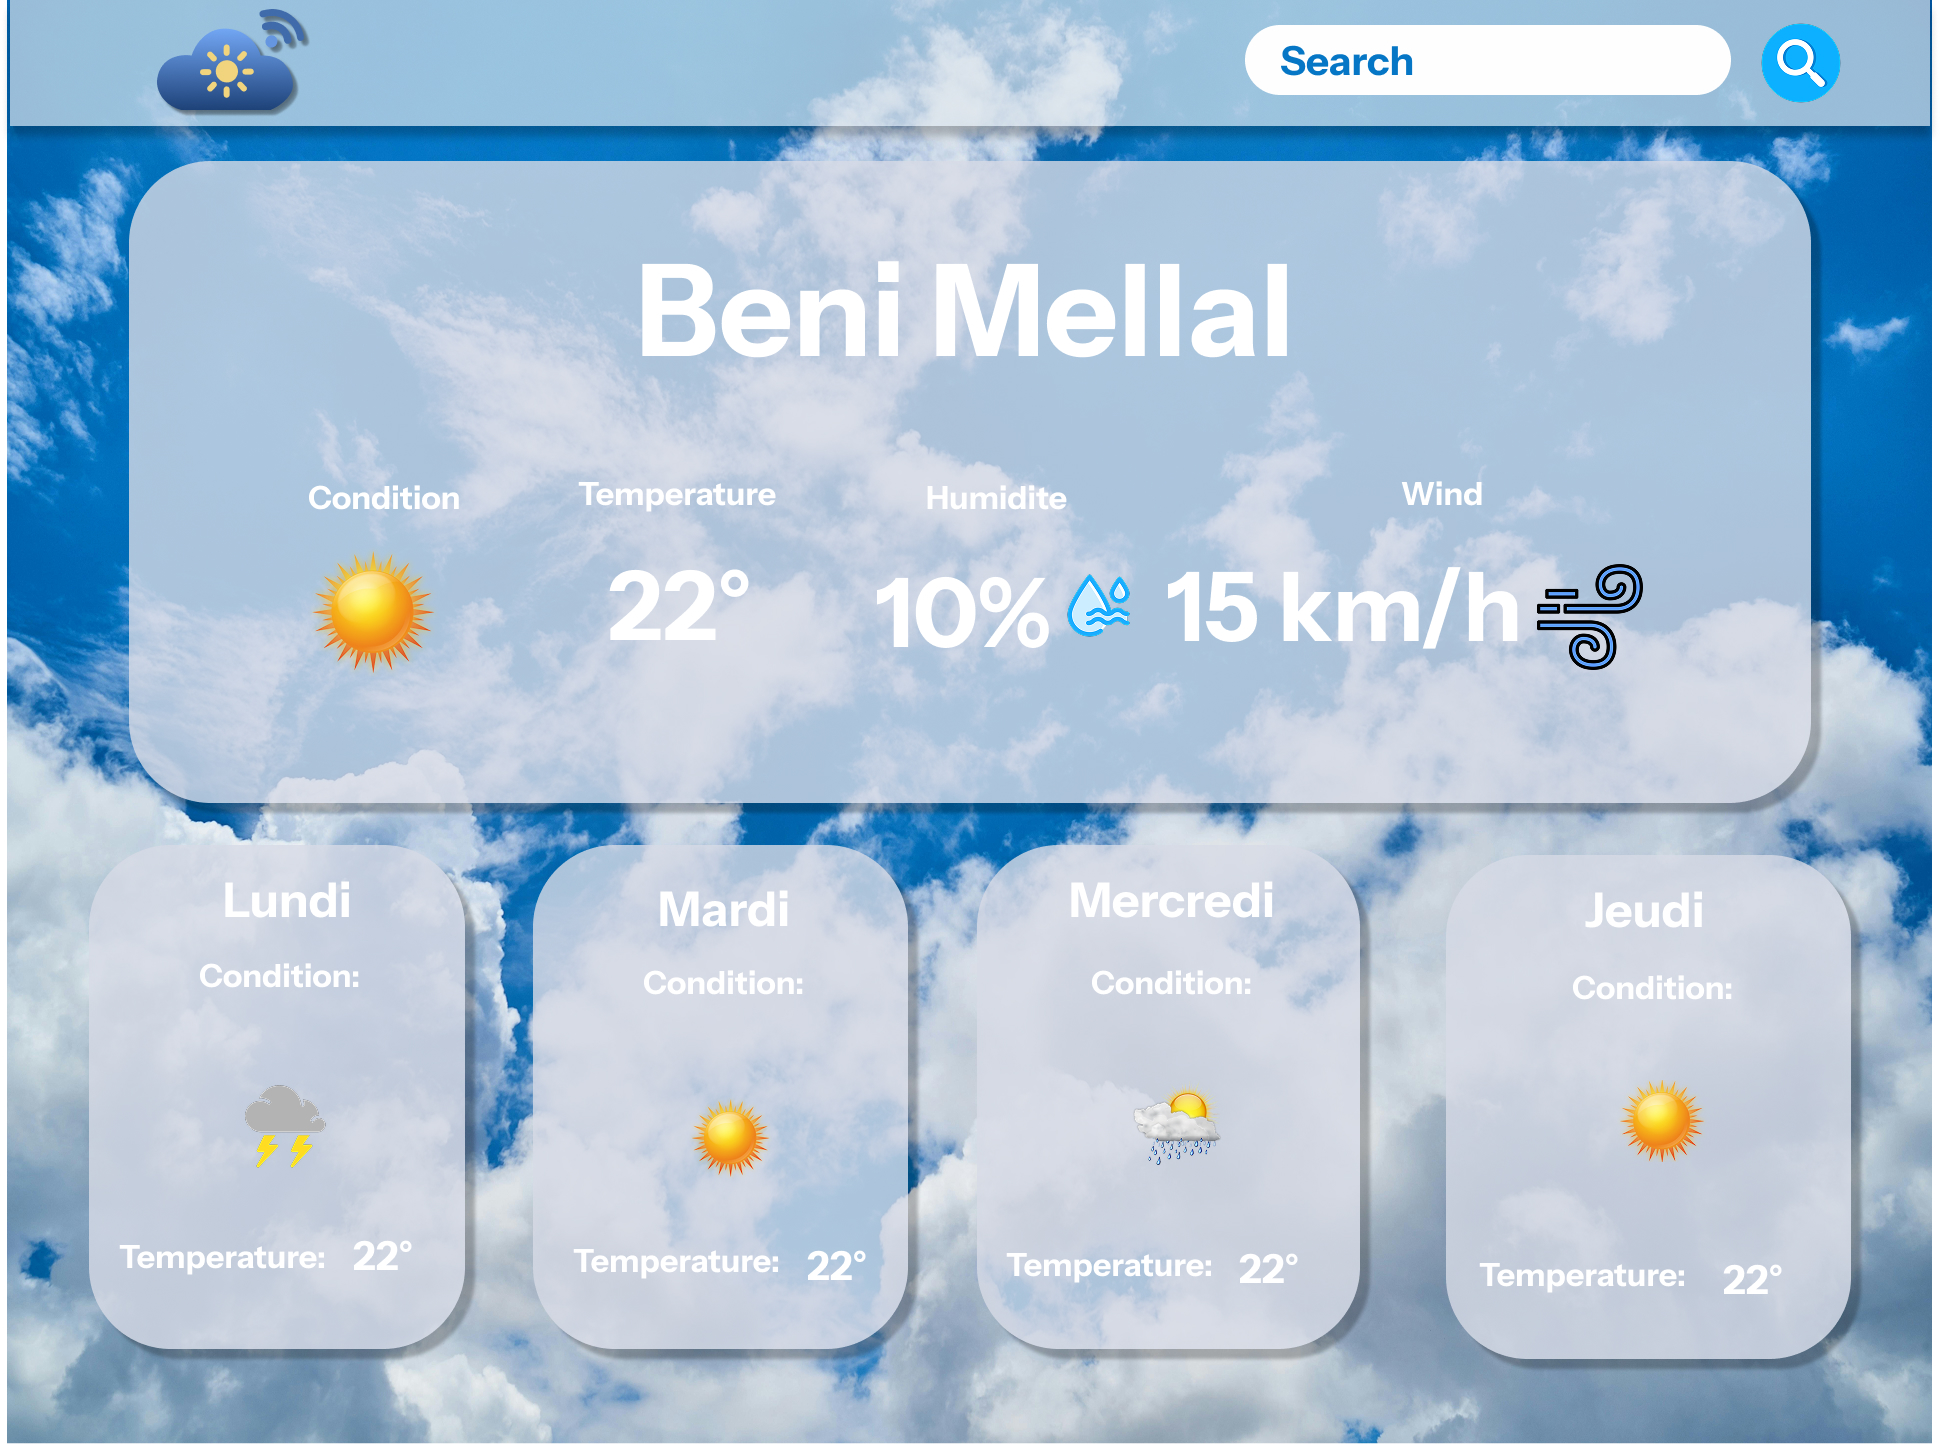 Search
Beni Mellal
Condition Temperature Humidite Wind
22° 10% 15 km/h
Lundi Mardi Mercredi Jeudi
Condition: Condition: Condition: Condition:
Temperature: 22° Temperature: 22° Temperature: 22° Temperature: 22°